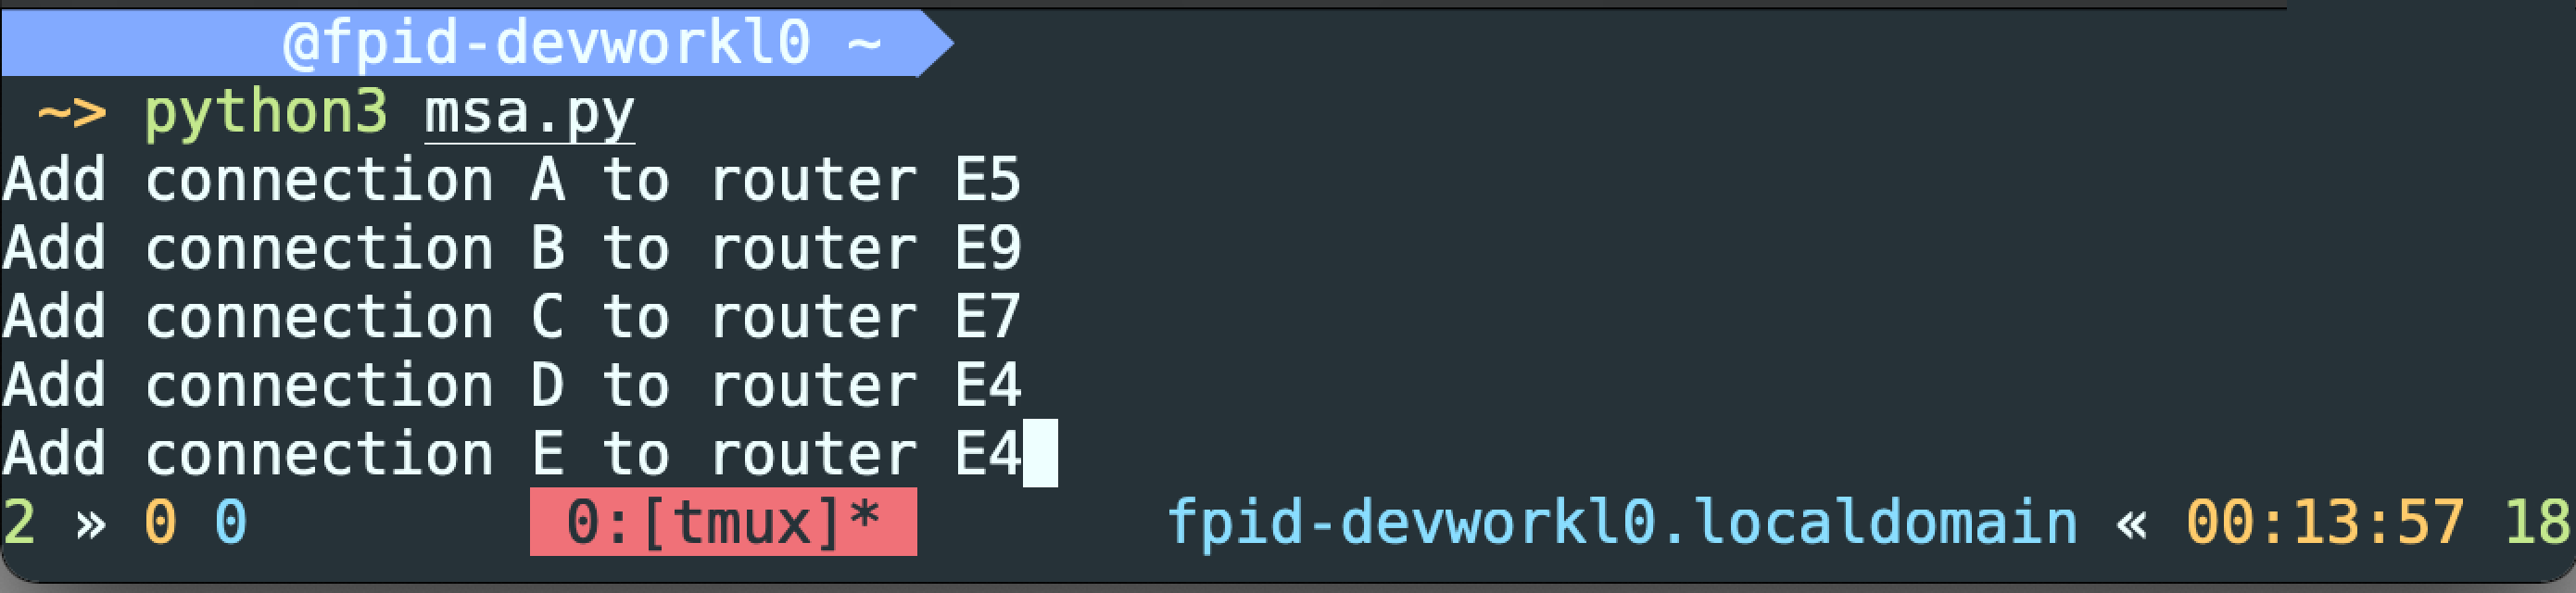 @fpid-devworkl0 ~
~> python3 msa.py
Add connection A to router E5
Add connection B to router E9
Add connection C to router E7
Add connection D to router E4
Add connection E to router E4
2 » 0 0 0:[tmux]* fpid-devworkl0.localdomain « 00:13:57 18